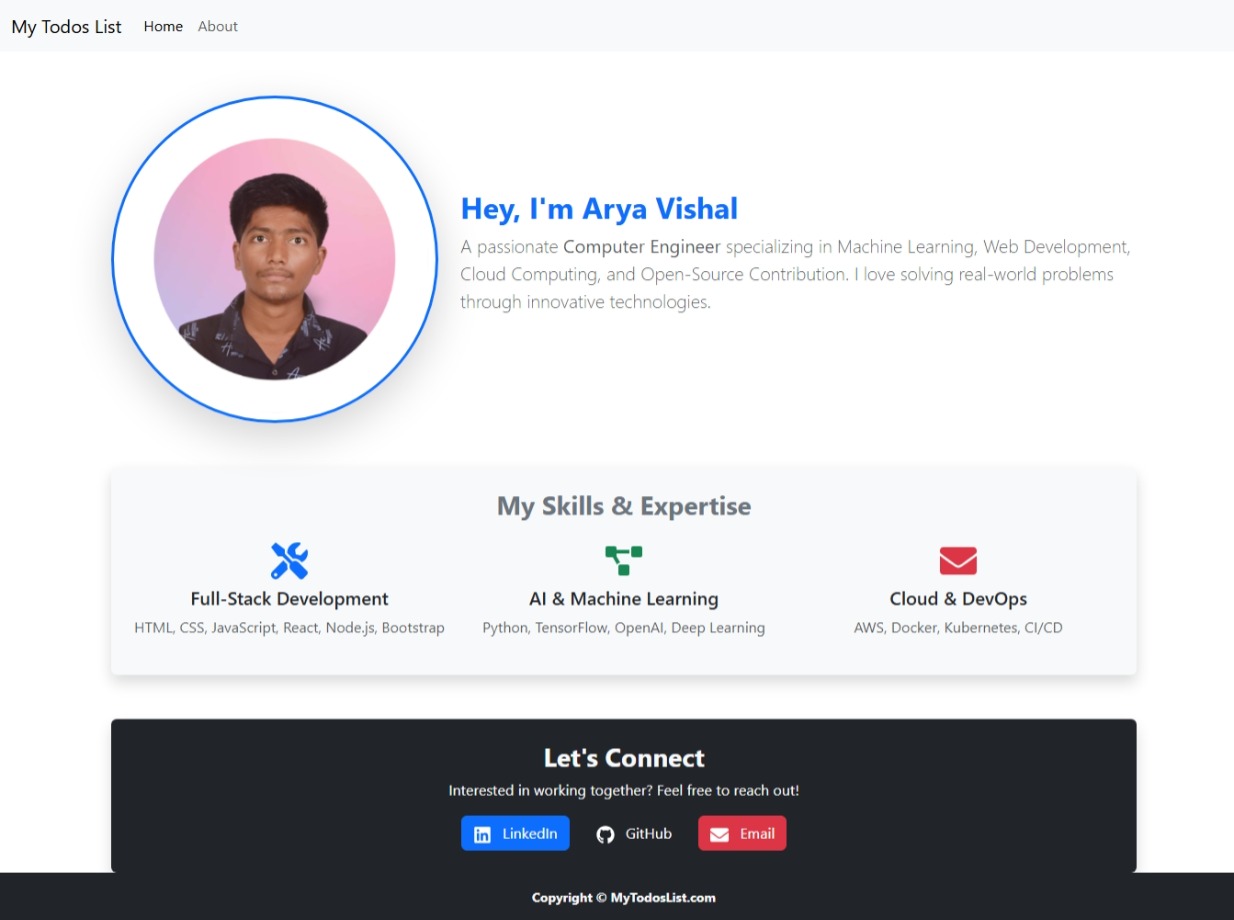 My Todos List Home About
Hey, I'm Arya Vishal
A passionate Computer Engineer specializing in Machine Learning, Web Development,
Cloud Computing, and Open-Source Contribution. I love solving real-world problems
through innovative technologies.
My Skills & Expertise
Full-Stack Development
HTML, CSS, JavaScript, React, Node.js, Bootstrap
AI & Machine Learning
Python, TensorFlow, OpenAI, Deep Learning
Cloud & DevOps
AWS, Docker, Kubernetes, CI/CD
Let's Connect
Interested in working together? Feel free to reach out!
LinkedIn GitHub Email
Copyright © MyTodosList.com